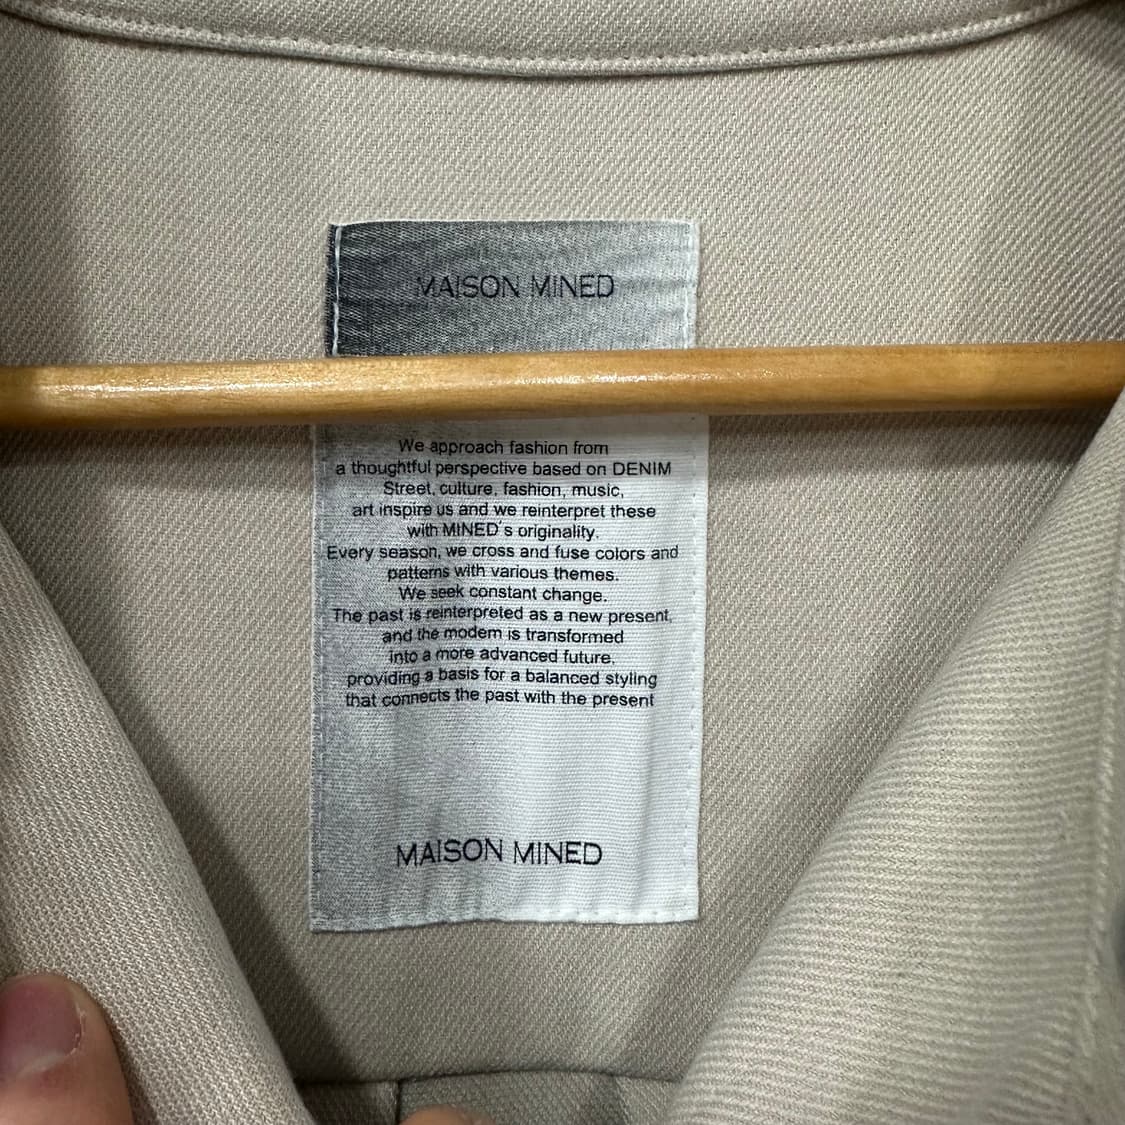 MAISON MINED
We approach fashion from
a thoughtful perspective based on DENIM
Street, culture, fashion, music,
art inspire us and we reinterpret these
with MINED's originality.
Every season, we cross and fuse colors and
patterns with various themes.
We seek constant change.
The past is reinterpreted as a new present,
and the modern is transformed
into a more advanced future,
providing a basis for a balanced styling
that connects the past with the present
MAISON MINED